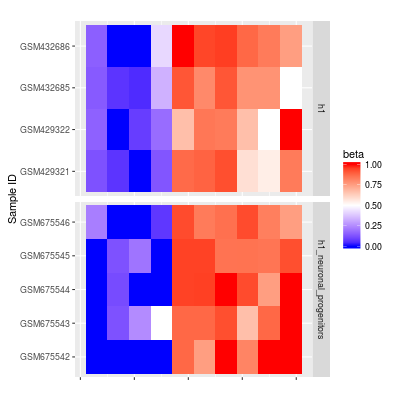 Sample ID
GSM432686
GSM432685
GSM429322
GSM429321
h1
GSM675546
GSM675545
GSM675544
GSM675543
GSM675542
h1_neuronal_progenitors
beta
1.00
0.75
0.50
0.25
0.00